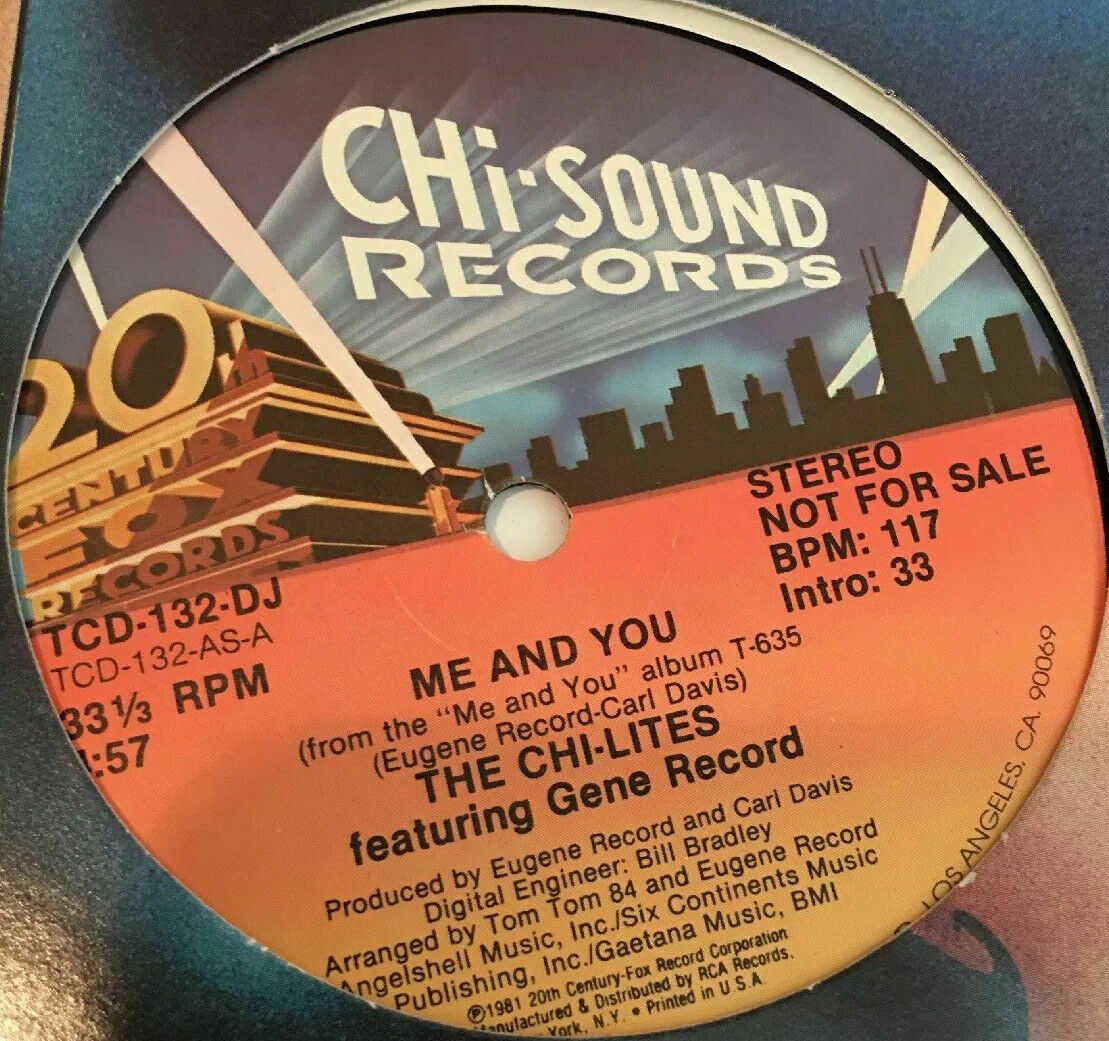 CHi-SOUND
RECORDS
20th
CENTURY
FOX
RECORDS
STEREO
NOT FOR SALE
BPM: 117
Intro: 33
TCD-132-DJ
TCD-132-AS-A
33 1/3 RPM
:57
ME AND YOU
(from the "Me and You" album T-635
(Eugene Record-Carl Davis)
THE CHI-LITES
featuring Gene Record
Produced by Eugene Record and Carl Davis
Digital Engineer: Bill Bradley
Arranged by Tom Tom 84 and Eugene Record
Angelshell Music, Inc./Six Continents Music
Publishing, Inc./Gaetana Music, BMI
℗1981 20th Century-Fox Record Corporation
Manufactured & Distributed by RCA Records.
York, N.Y. • Printed in U S A.
LOS ANGELES, CA. 90069